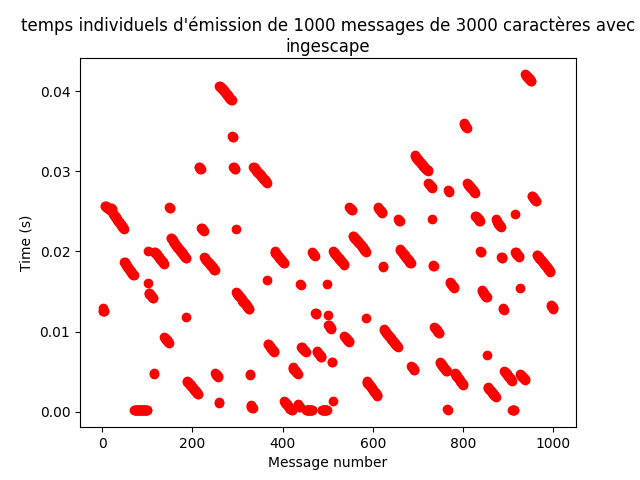 temps individuels d'émission de 1000 messages de 3000 caractères avec
ingescape
0.04
0.03
0.02
0.01
0.00
Time (s)
0 200 400 600 800 1000
Message number